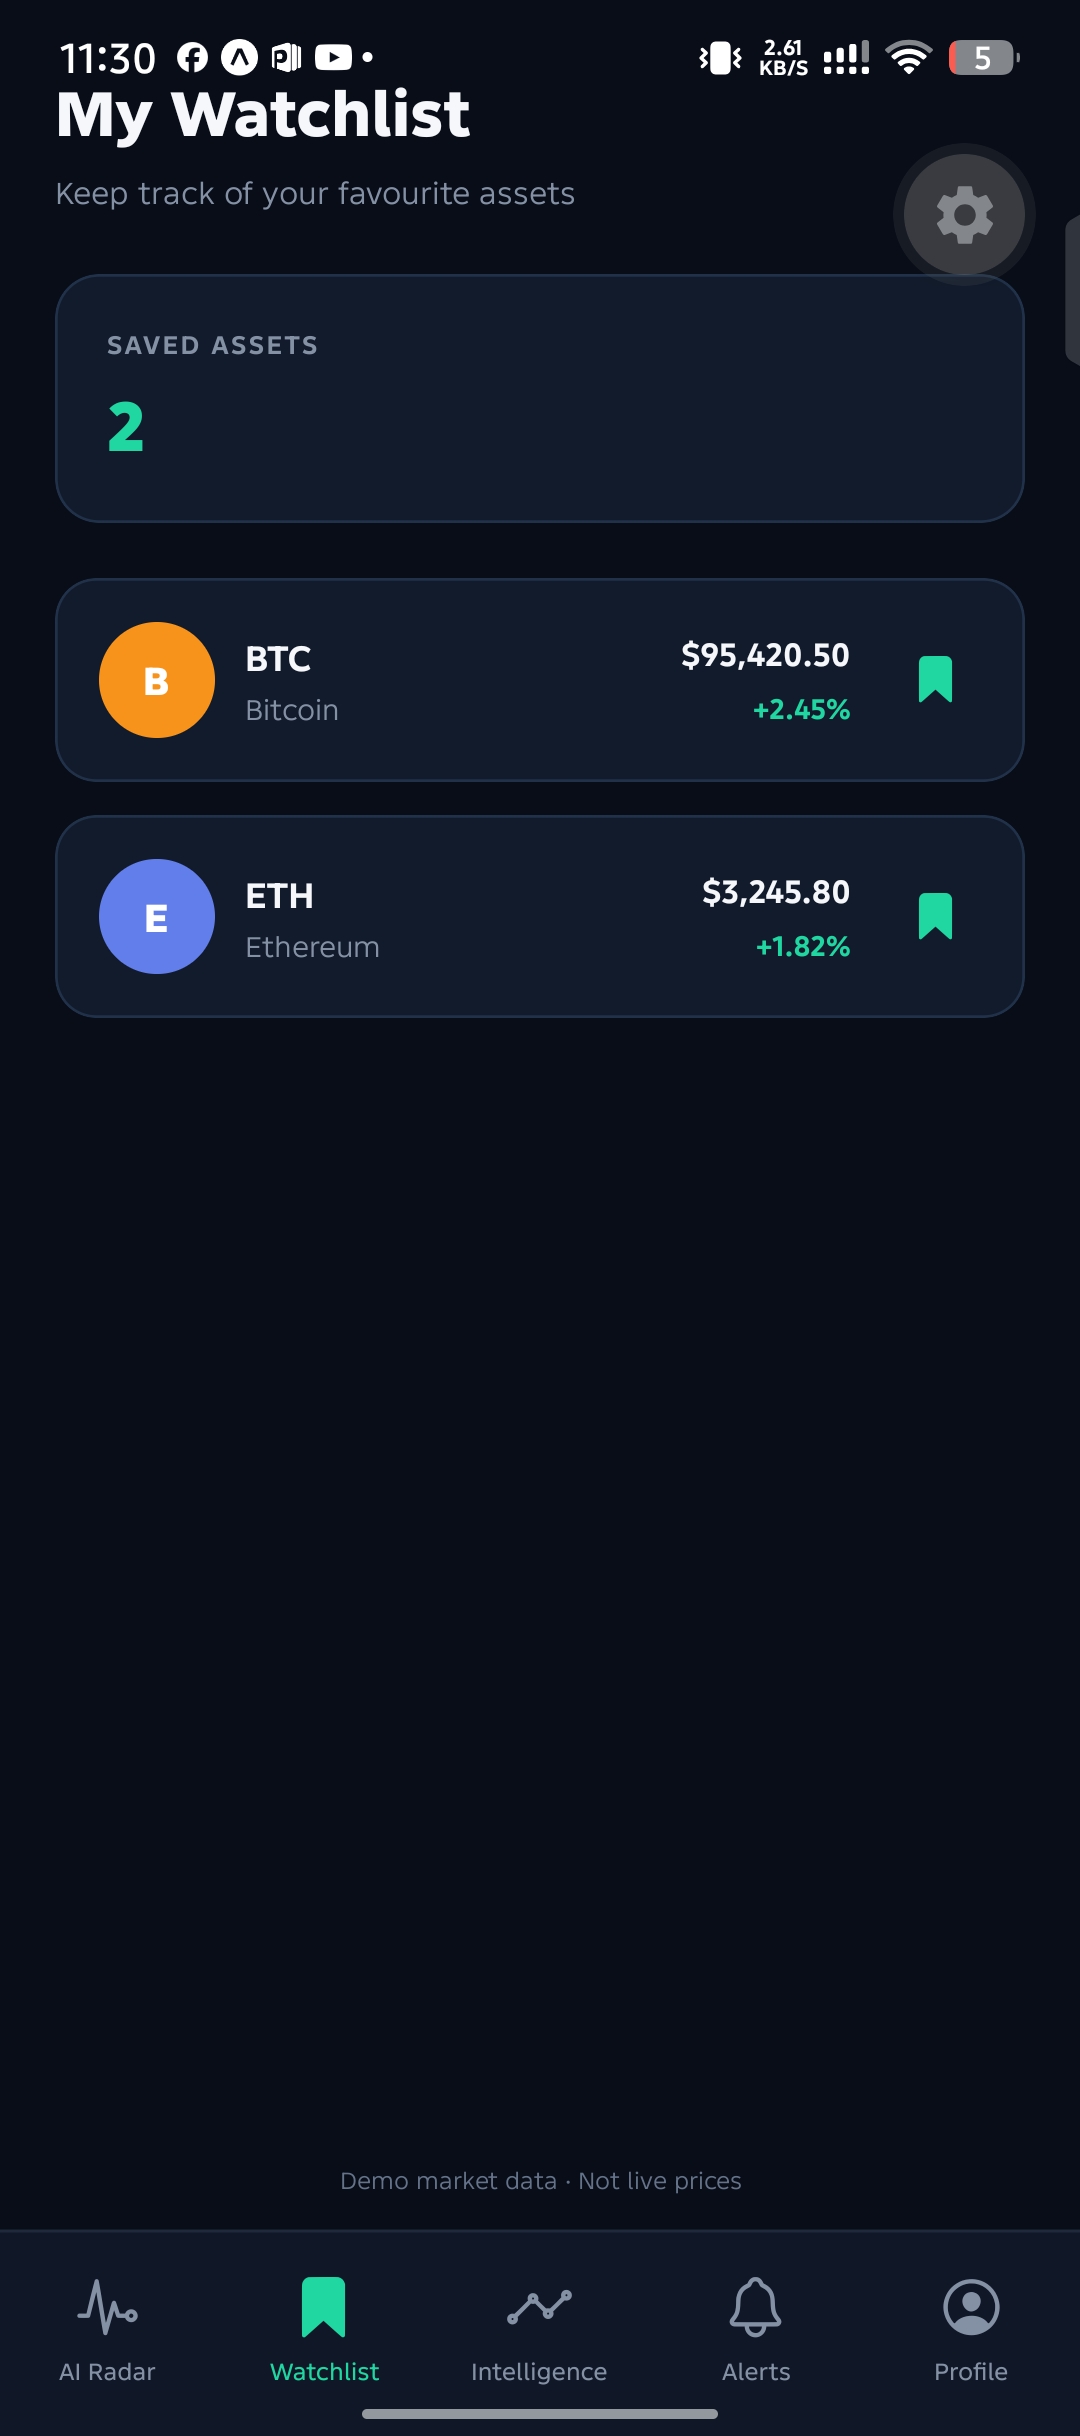 11:30
2.61
KB/S
5
My Watchlist
Keep track of your favourite assets
SAVED ASSETS
2
B
BTC
Bitcoin
$95,420.50
+2.45%
E
ETH
Ethereum
$3,245.80
+1.82%
Demo market data · Not live prices
AI Radar
Watchlist
Intelligence
Alerts
Profile